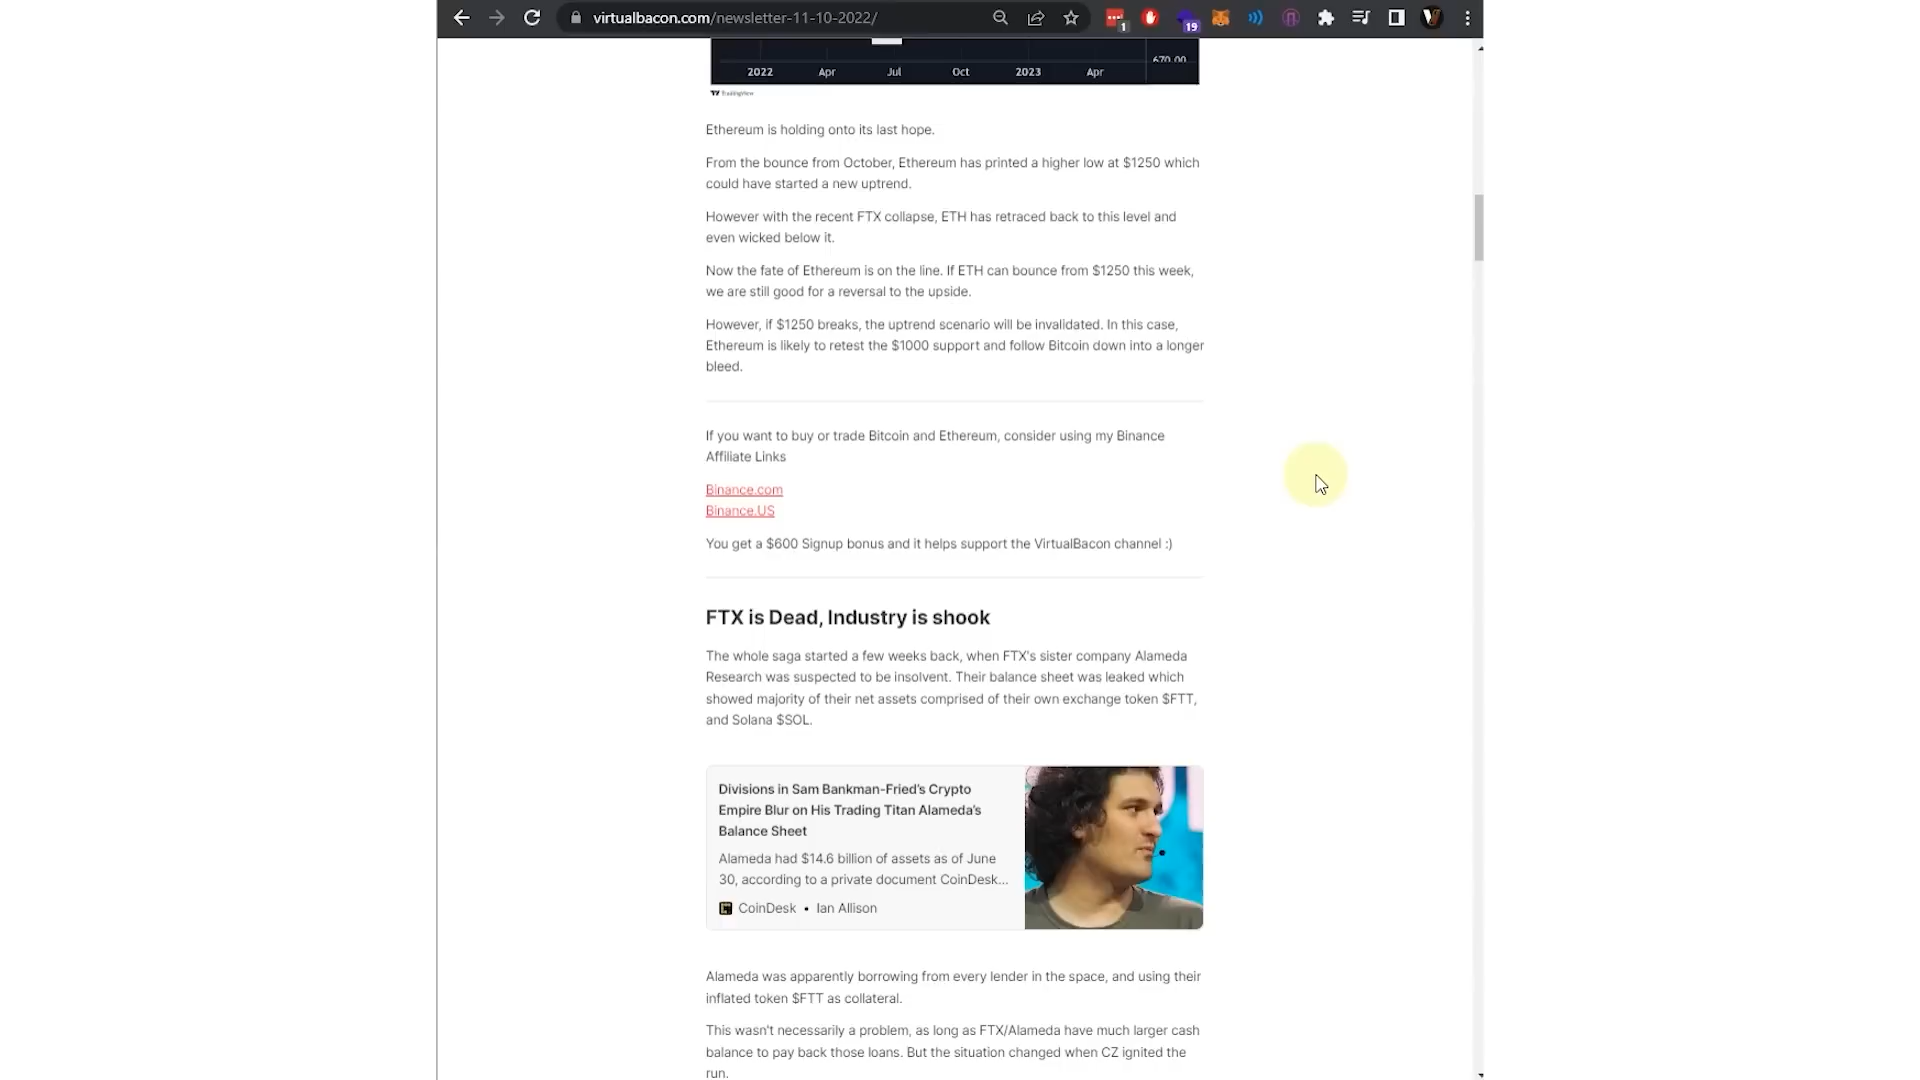 virtualbacon.com/newsletter-11-10-2022/
1
19
670.00
2022 Apr Jul Oct 2023 Apr
TradingView
Ethereum is holding onto its last hope.
From the bounce from October, Ethereum has printed a higher low at $1250 which
could have started a new uptrend.
However with the recent FTX collapse, ETH has retraced back to this level and
even wicked below it.
Now the fate of Ethereum is on the line. If ETH can bounce from $1250 this week,
we are still good for a reversal to the upside.
However, if $1250 breaks, the uptrend scenario will be invalidated. In this case,
Ethereum is likely to retest the $1000 support and follow Bitcoin down into a longer
bleed.
If you want to buy or trade Bitcoin and Ethereum, consider using my Binance
Affiliate Links
Binance.com
Binance.US
You get a $600 Signup bonus and it helps support the VirtualBacon channel :)
FTX is Dead, Industry is shook
The whole saga started a few weeks back, when FTX's sister company Alameda
Research was suspected to be insolvent. Their balance sheet was leaked which
showed majority of their net assets comprised of their own exchange token $FTT,
and Solana $SOL.
Divisions in Sam Bankman-Fried's Crypto
Empire Blur on His Trading Titan Alameda's
Balance Sheet
Alameda had $14.6 billion of assets as of June
30, according to a private document CoinDesk...
CoinDesk • Ian Allison
Alameda was apparently borrowing from every lender in the space, and using their
inflated token $FTT as collateral.
This wasn't necessarily a problem, as long as FTX/Alameda have much larger cash
balance to pay back those loans. But the situation changed when CZ ignited the
run.